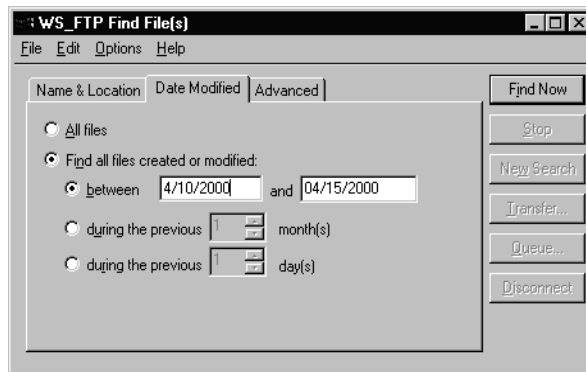 WS_FTP Find File(s)
File Edit Options Help
Name & Location Date Modified Advanced
Find Now
All files
Stop
Find all files created or modified:
New Search
between 4/10/2000 and 04/15/2000
Transfer...
during the previous 1 month(s)
Queue...
during the previous 1 day(s)
Disconnect